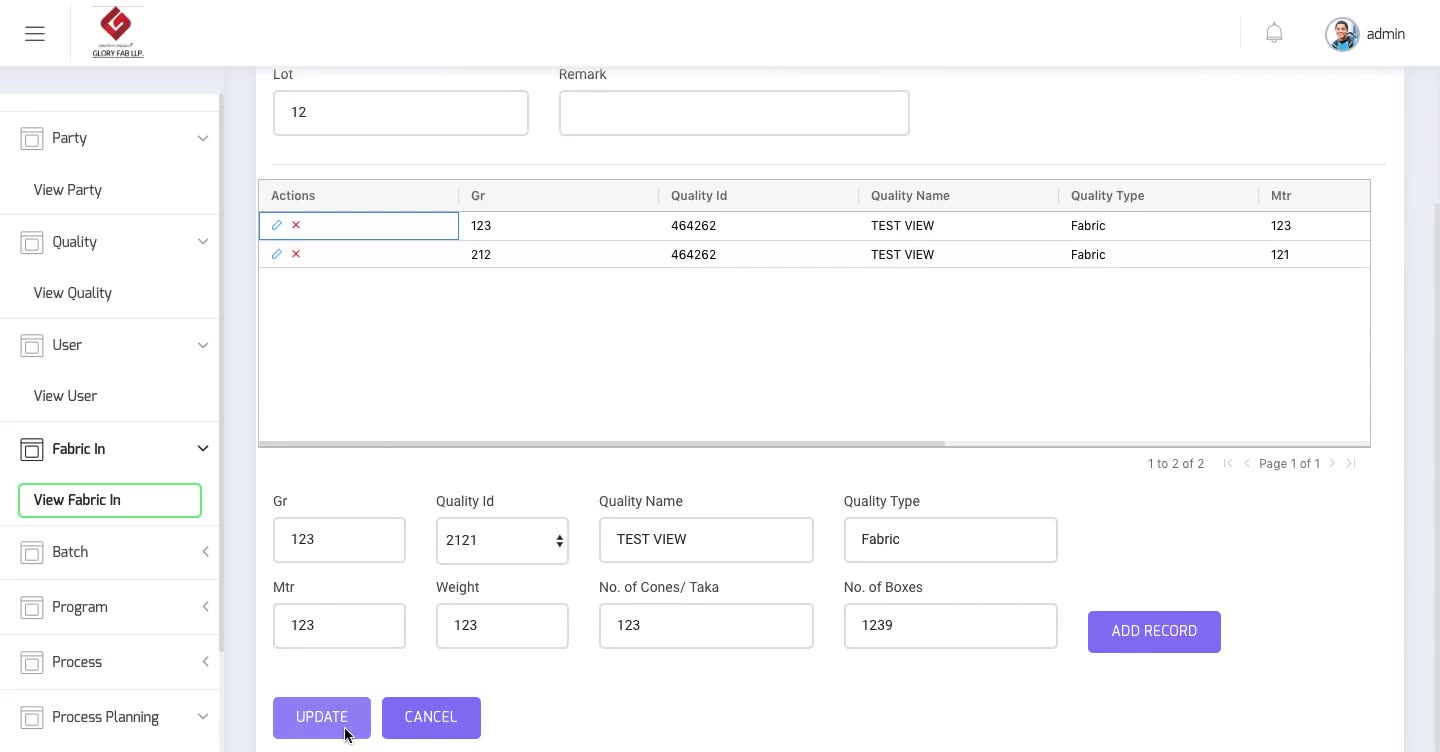 GLORY FAB LLP.
admin
Lot
Remark
12
Party
View Party
Quality
View Quality
User
View User
Fabric In
View Fabric In
Batch
Program
Process
Process Planning
Actions Gr Quality Id Quality Name Quality Type Mtr
123 464262 TEST VIEW Fabric 123
212 464262 TEST VIEW Fabric 121
1 to 2 of 2 Page 1 of 1
Gr Quality Id Quality Name Quality Type
123 2121 TEST VIEW Fabric
Mtr Weight No. of Cones/ Taka No. of Boxes
123 123 123 1239 ADD RECORD
UPDATE CANCEL